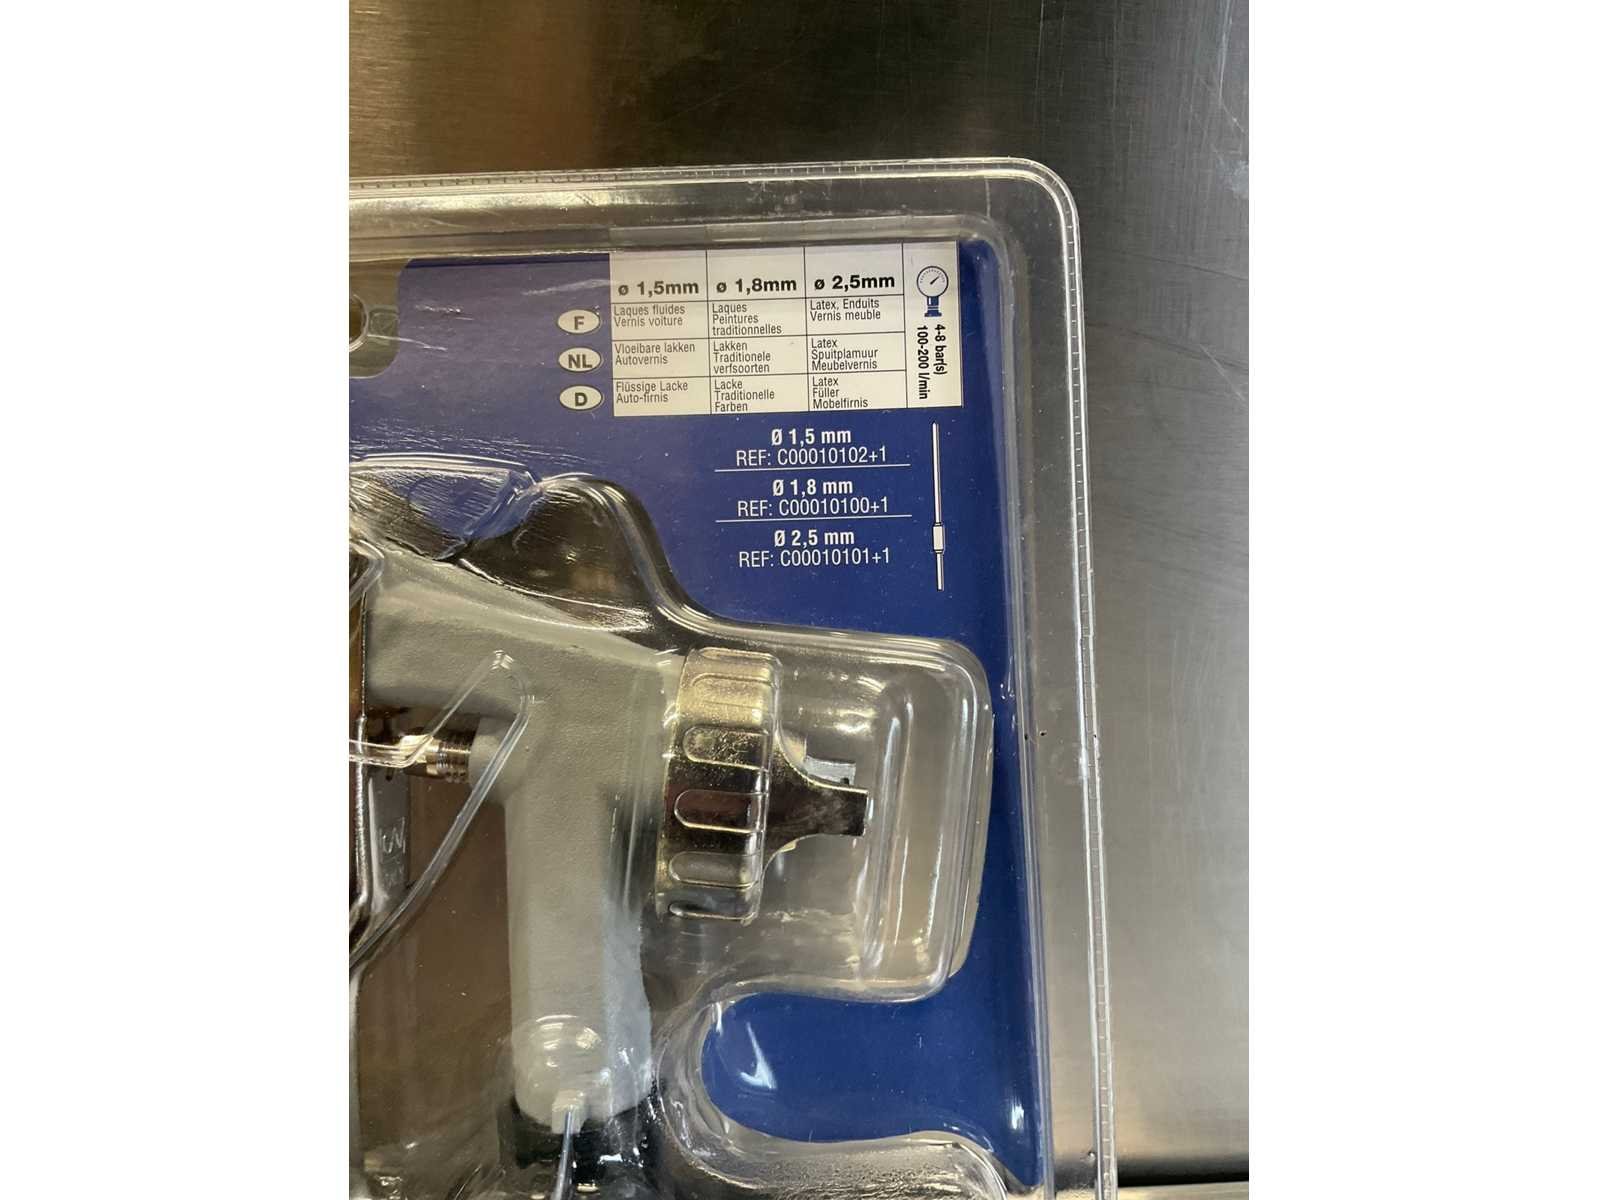 ø 1,5mm ø 1,8mm ø 2,5mm
F
Laques fluides
Vernis voiture
Laques
Peintures
traditionnelles
Latex, Enduits
Vernis meuble
NL
Vloeibare lakken
Autovernis
Lakken
Traditionele
verfsoorten
Latex
Spuitplamuur
Meubelvernis
D
Flüssige Lacke
Auto-firnis
Lacke
Traditionelle
Farben
Latex
Füller
Mobelfirnis
4-8 bar(s)
100-200 l/min
Ø 1,5 mm
REF: C00010102+1
Ø 1,8 mm
REF: C00010100+1
Ø 2,5 mm
REF: C00010101+1